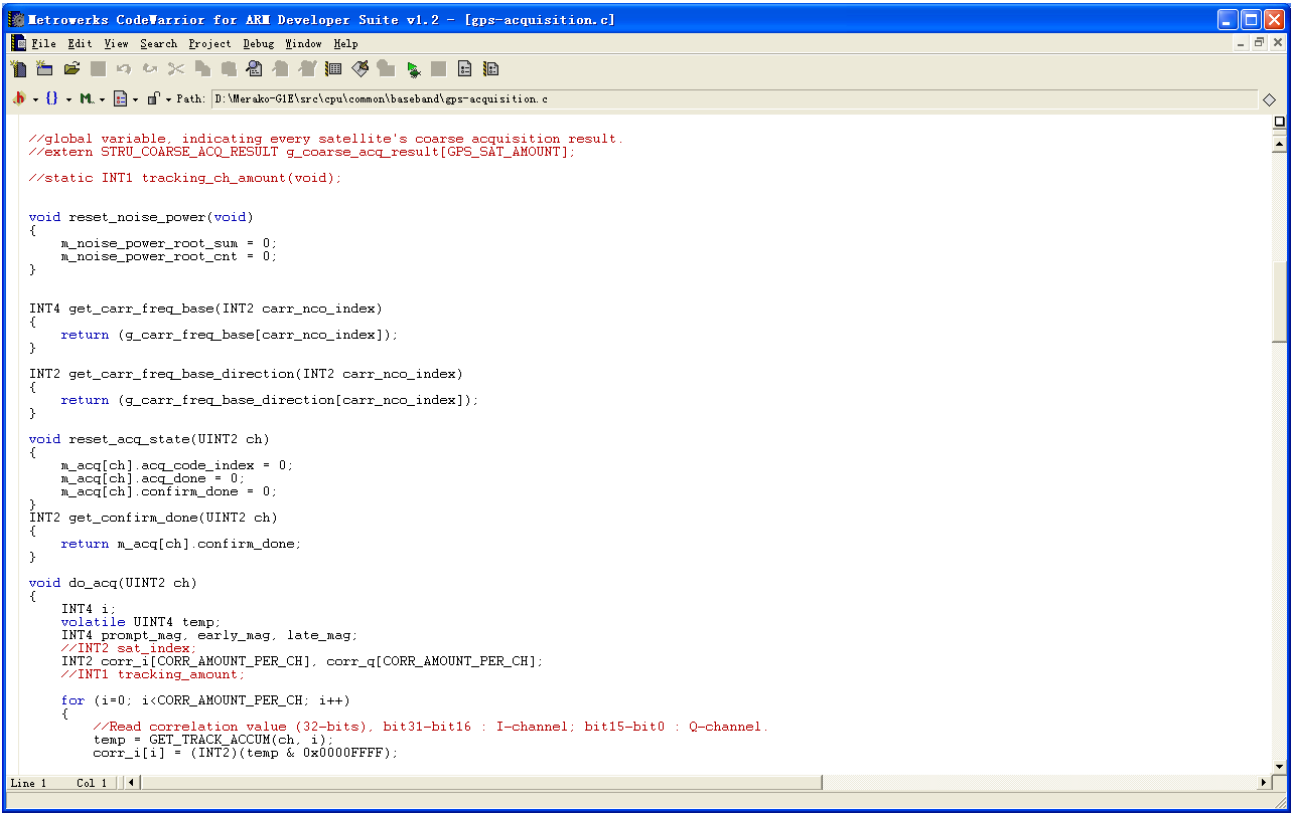 Metrowerks CodeWarrior for ARM Developer Suite v1.2 - [gps-acquisition.c]
File Edit View Search Project Debug Window Help
Path: D:\Merako-G1E\src\cpu\common\baseband\gps-acquisition.c
//global variable, indicating every satellite's coarse acquisition result.
//extern STRU_COARSE_ACQ_RESULT g_coarse_acq_result[GPS_SAT_AMOUNT];
//static INT1 tracking_ch_amount(void);
void reset_noise_power(void)
{
m_noise_power_root_sum = 0;
m_noise_power_root_cnt = 0;
}
INT4 get_carr_freq_base(INT2 carr_nco_index)
{
return (g_carr_freq_base[carr_nco_index]);
}
INT2 get_carr_freq_base_direction(INT2 carr_nco_index)
{
return (g_carr_freq_base_direction[carr_nco_index]);
}
void reset_acq_state(UINT2 ch)
{
m_acq[ch].acq_code_index = 0;
m_acq[ch].acq_done = 0;
m_acq[ch].confirm_done = 0;
}
INT2 get_confirm_done(UINT2 ch)
{
return m_acq[ch].confirm_done;
}
void do_acq(UINT2 ch)
{
INT4 i;
volatile UINT4 temp;
INT4 prompt_mag, early_mag, late_mag;
//INT2 sat_index;
INT2 corr_i[CORR_AMOUNT_PER_CH], corr_q[CORR_AMOUNT_PER_CH];
//INT1 tracking_amount;
for (i=0; i<CORR_AMOUNT_PER_CH; i++)
{
//Read correlation value (32-bits), bit31-bit16 : I-channel; bit15-bit0 : Q-channel.
temp = GET_TRACK_ACCUM(ch, i);
corr_i[i] = (INT2)(temp & 0x0000FFFF);
Line 1 Col 1